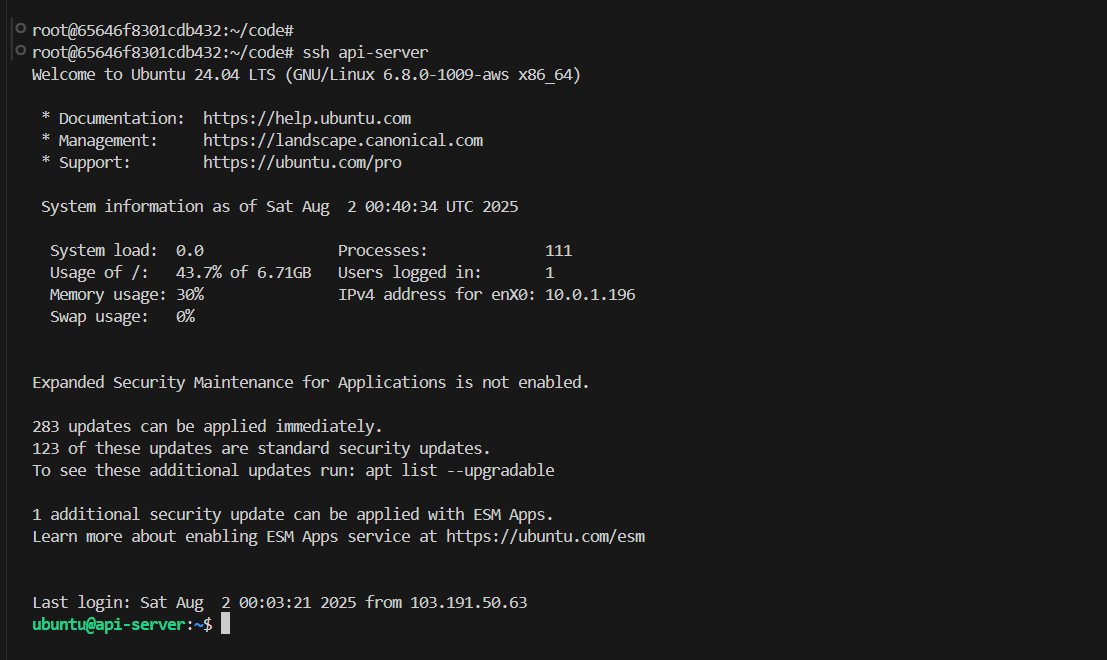 root@65646f8301cdb432:~/code#
root@65646f8301cdb432:~/code# ssh api-server
Welcome to Ubuntu 24.04 LTS (GNU/Linux 6.8.0-1009-aws x86_64)

 * Documentation:  https://help.ubuntu.com
 * Management:     https://landscape.canonical.com
 * Support:        https://ubuntu.com/pro

 System information as of Sat Aug  2 00:40:34 UTC 2025

  System load:  0.0               Processes:             111
  Usage of /:   43.7% of 6.71GB   Users logged in:       1
  Memory usage: 30%               IPv4 address for enX0: 10.0.1.196
  Swap usage:   0%

Expanded Security Maintenance for Applications is not enabled.

283 updates can be applied immediately.
123 of these updates are standard security updates.
To see these additional updates run: apt list --upgradable

1 additional security update can be applied with ESM Apps.
Learn more about enabling ESM Apps service at https://ubuntu.com/esm

Last login: Sat Aug  2 00:03:21 2025 from 103.191.50.63
ubuntu@api-server:~$